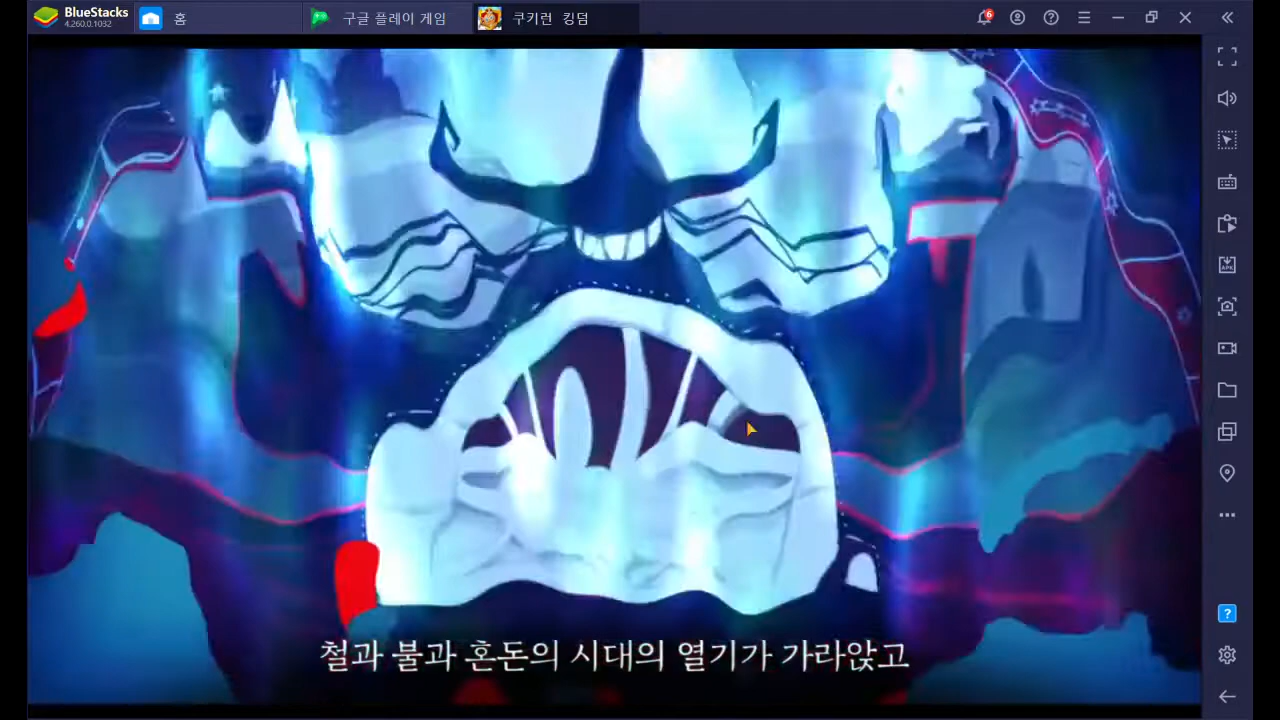 BlueStacks
4.260.0.1032
홈
구글 플레이 게임
쿠키런 킹덤
6
APK
?
철과 불과 혼돈의 시대의 열기가 가라앉고